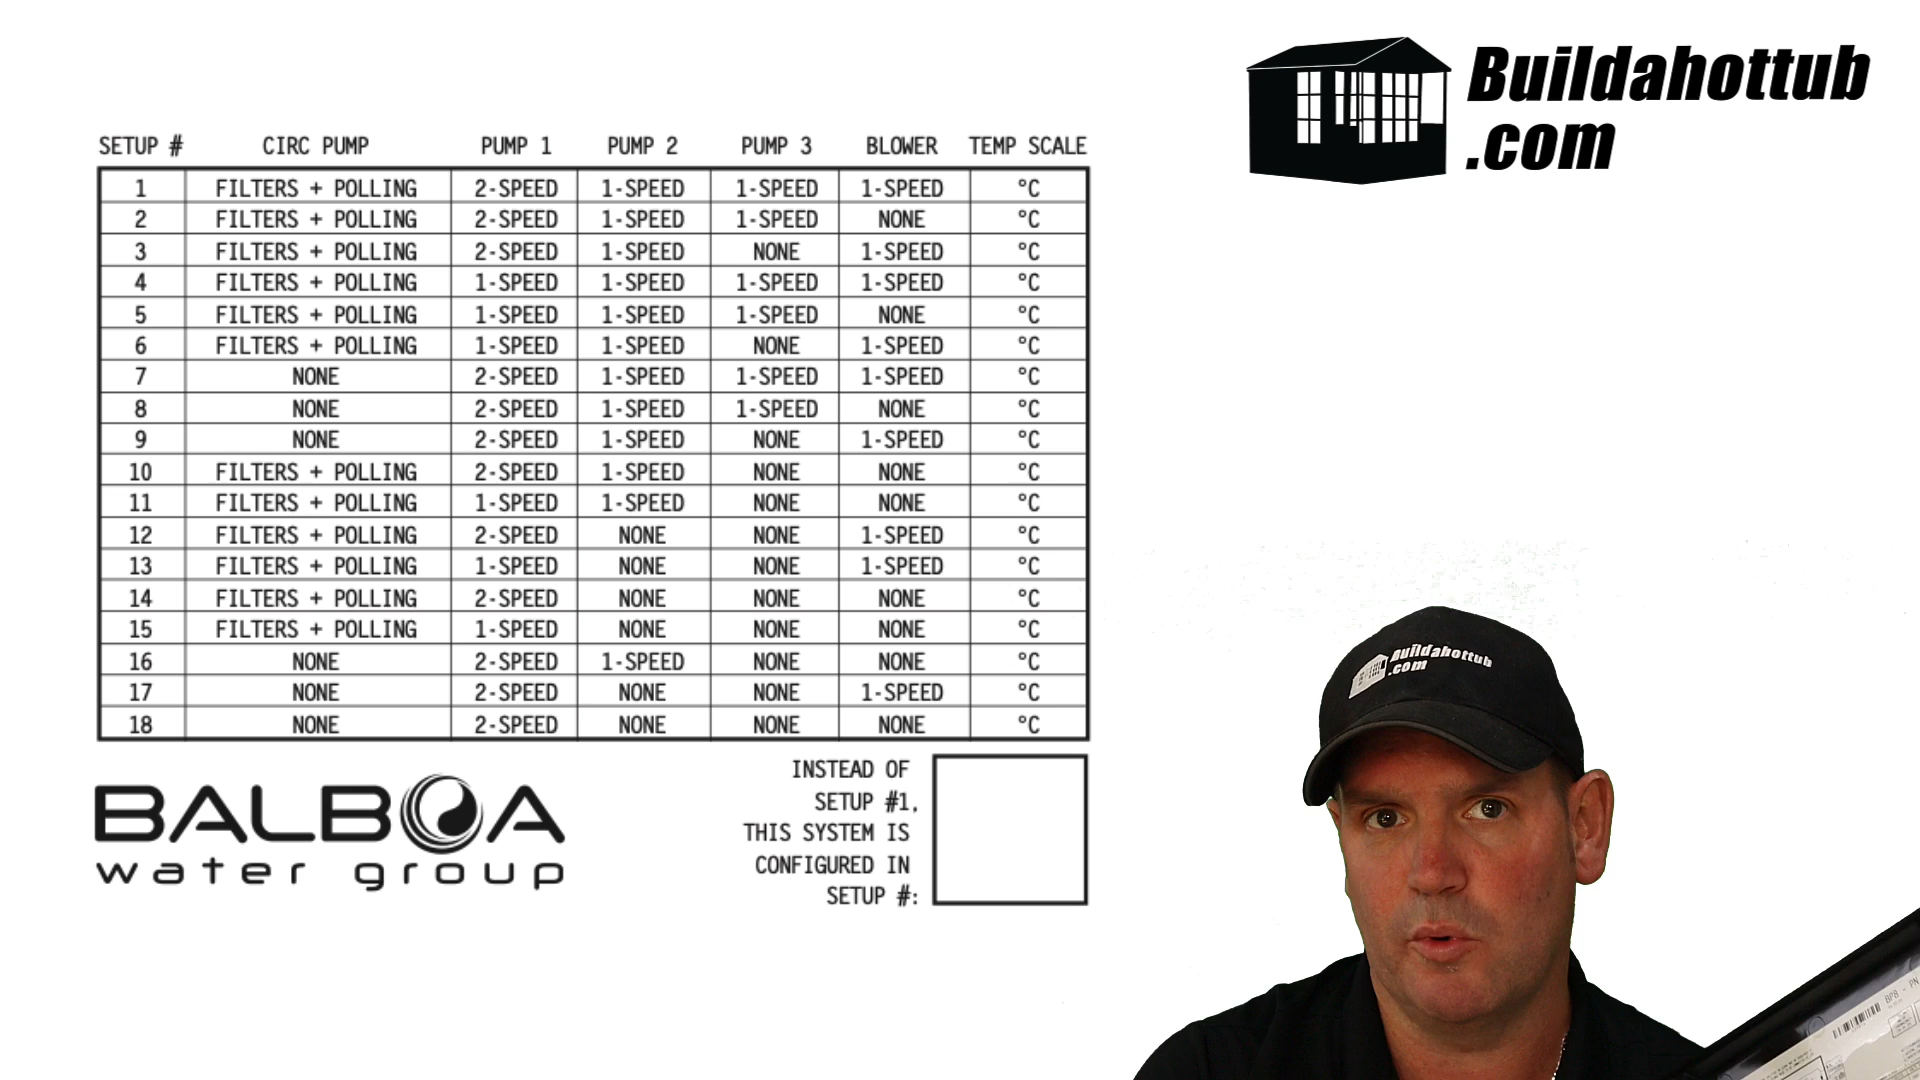 Buildahottub
.com
SETUP # CIRC PUMP PUMP 1 PUMP 2 PUMP 3 BLOWER TEMP SCALE
1 FILTERS + POLLING 2-SPEED 1-SPEED 1-SPEED 1-SPEED °C
2 FILTERS + POLLING 2-SPEED 1-SPEED 1-SPEED NONE °C
3 FILTERS + POLLING 2-SPEED 1-SPEED NONE 1-SPEED °C
4 FILTERS + POLLING 1-SPEED 1-SPEED 1-SPEED 1-SPEED °C
5 FILTERS + POLLING 1-SPEED 1-SPEED 1-SPEED NONE °C
6 FILTERS + POLLING 1-SPEED 1-SPEED NONE 1-SPEED °C
7 NONE 2-SPEED 1-SPEED 1-SPEED 1-SPEED °C
8 NONE 2-SPEED 1-SPEED 1-SPEED NONE °C
9 NONE 2-SPEED 1-SPEED NONE 1-SPEED °C
10 FILTERS + POLLING 2-SPEED 1-SPEED NONE NONE °C
11 FILTERS + POLLING 1-SPEED 1-SPEED NONE NONE °C
12 FILTERS + POLLING 2-SPEED NONE NONE 1-SPEED °C
13 FILTERS + POLLING 1-SPEED NONE NONE 1-SPEED °C
14 FILTERS + POLLING 2-SPEED NONE NONE NONE °C
15 FILTERS + POLLING 1-SPEED NONE NONE NONE °C
16 NONE 2-SPEED 1-SPEED NONE NONE °C
17 NONE 2-SPEED NONE NONE 1-SPEED °C
18 NONE 2-SPEED NONE NONE NONE °C
BALBOA
water group
INSTEAD OF
SETUP #1,
THIS SYSTEM IS
CONFIGURED IN
SETUP #:
Buildahottub
.com
BP8 - PN